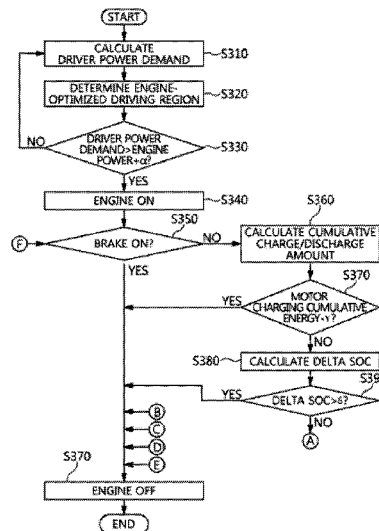 START
CALCULATE
DRIVER POWER DEMAND
S310
DETERMINE ENGINE-
OPTIMIZED DRIVING REGION
S320
NO
DRIVER POWER
DEMAND>ENGINE
POWER+α?
S330
YES
ENGINE ON
S340
S350
F
BRAKE ON?
NO
YES
S360
CALCULATE CUMULATIVE
CHARGE/DISCHARGE
AMOUNT
S370
YES
MOTOR
CHARGING CUMULATIVE
ENERGY<γ?
NO
S380
CALCULATE DELTA SOC
S39
YES
DELTA SOC>δ?
NO
A
B
C
D
E
S370
ENGINE OFF
END